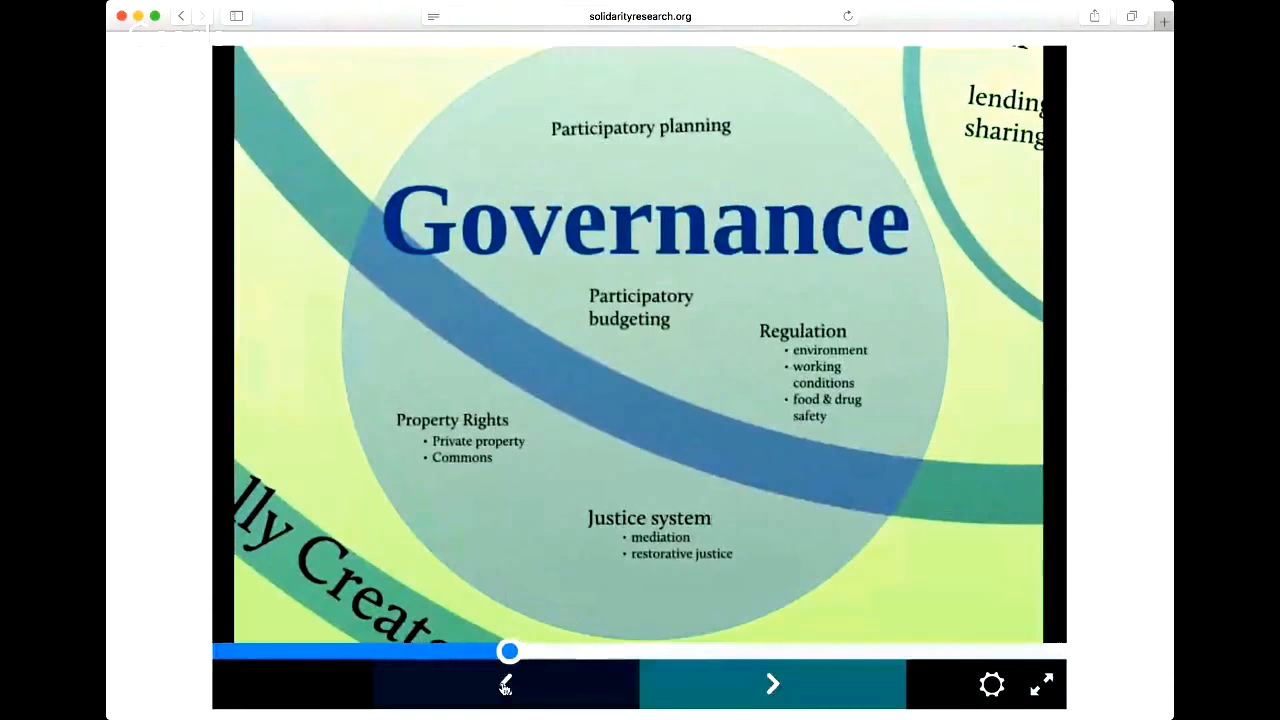 solidarityresearch.org
lending
sharing
Participatory planning
Governance
Participatory
budgeting
Regulation
• environment
• working
conditions
• food & drug
safety
Property Rights
• Private property
• Commons
Justice system
• mediation
• restorative justice
lly Creat